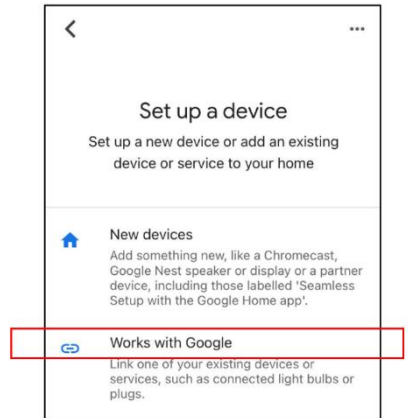 Set up a device
Set up a new device or add an existing
device or service to your home
New devices
Add something new, like a Chromecast,
Google Nest speaker or display or a partner
device, including those labelled 'Seamless
Setup with the Google Home app'.
Works with Google
Link one of your existing devices or
services, such as connected light bulbs or
plugs.